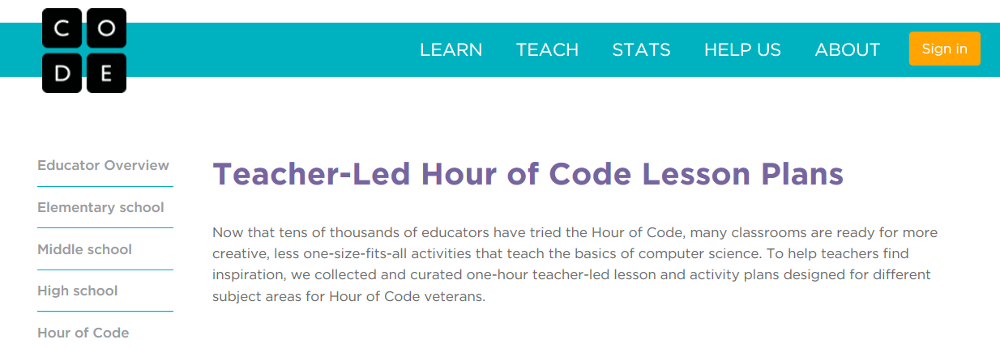 C O
D E
LEARN TEACH STATS HELP US ABOUT Sign in
Educator Overview
Elementary school
Middle school
High school
Hour of Code
Teacher-Led Hour of Code Lesson Plans
Now that tens of thousands of educators have tried the Hour of Code, many classrooms are ready for more
creative, less one-size-fits-all activities that teach the basics of computer science. To help teachers find
inspiration, we collected and curated one-hour teacher-led lesson and activity plans designed for different
subject areas for Hour of Code veterans.